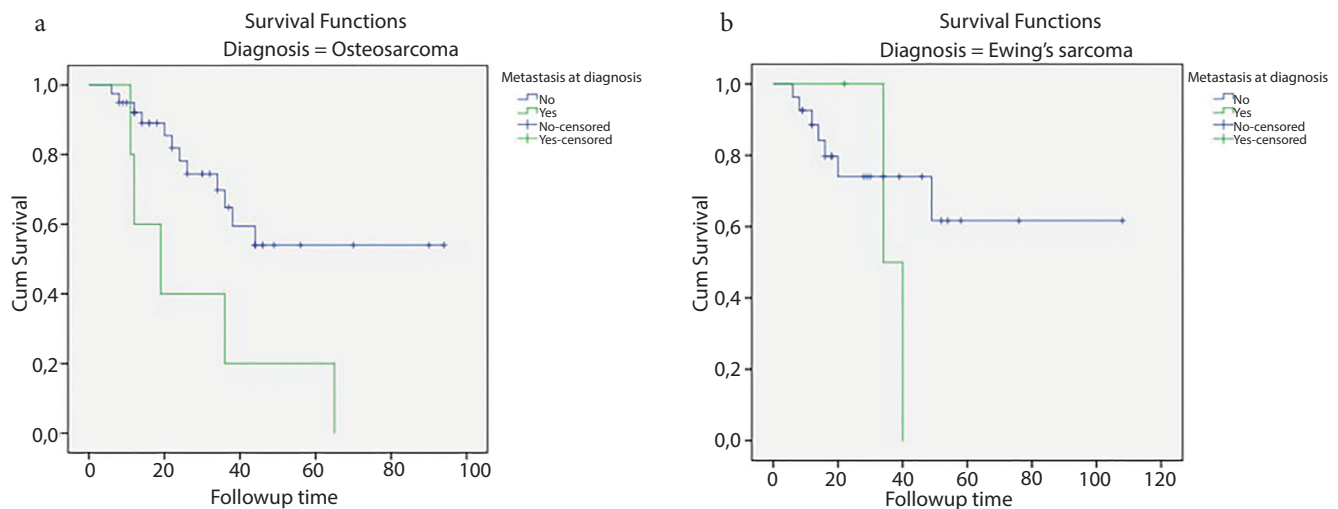 a
Survival Functions
Diagnosis = Osteosarcoma
Metastasis at diagnosis
No
Yes
No-censored
Yes-censored
Cum Survival
1,0
0,8
0,6
0,4
0,2
0,0
0 20 40 60 80 100
Followup time
b
Survival Functions
Diagnosis = Ewing's sarcoma
Metastasis at diagnosis
No
Yes
No-censored
Yes-censored
Cum Survival
1,0
0,8
0,6
0,4
0,2
0,0
0 20 40 60 80 100 120
Followup time